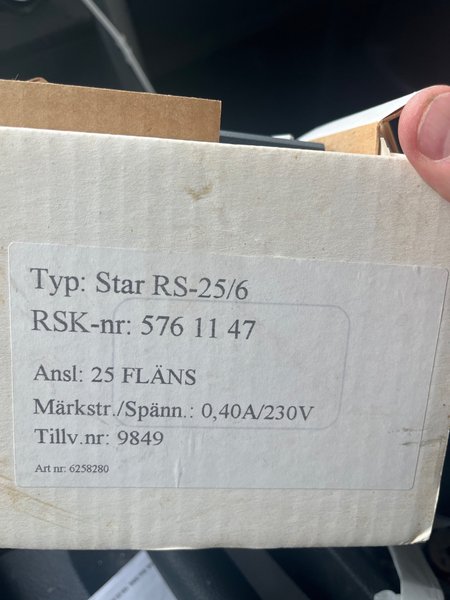 Typ: Star RS-25/6
RSK-nr: 576 11 47
Ansl: 25 FLÄNS
Märkstr./Spänn.: 0,40A/230V
Tillv.nr: 9849
Art nr: 6258280